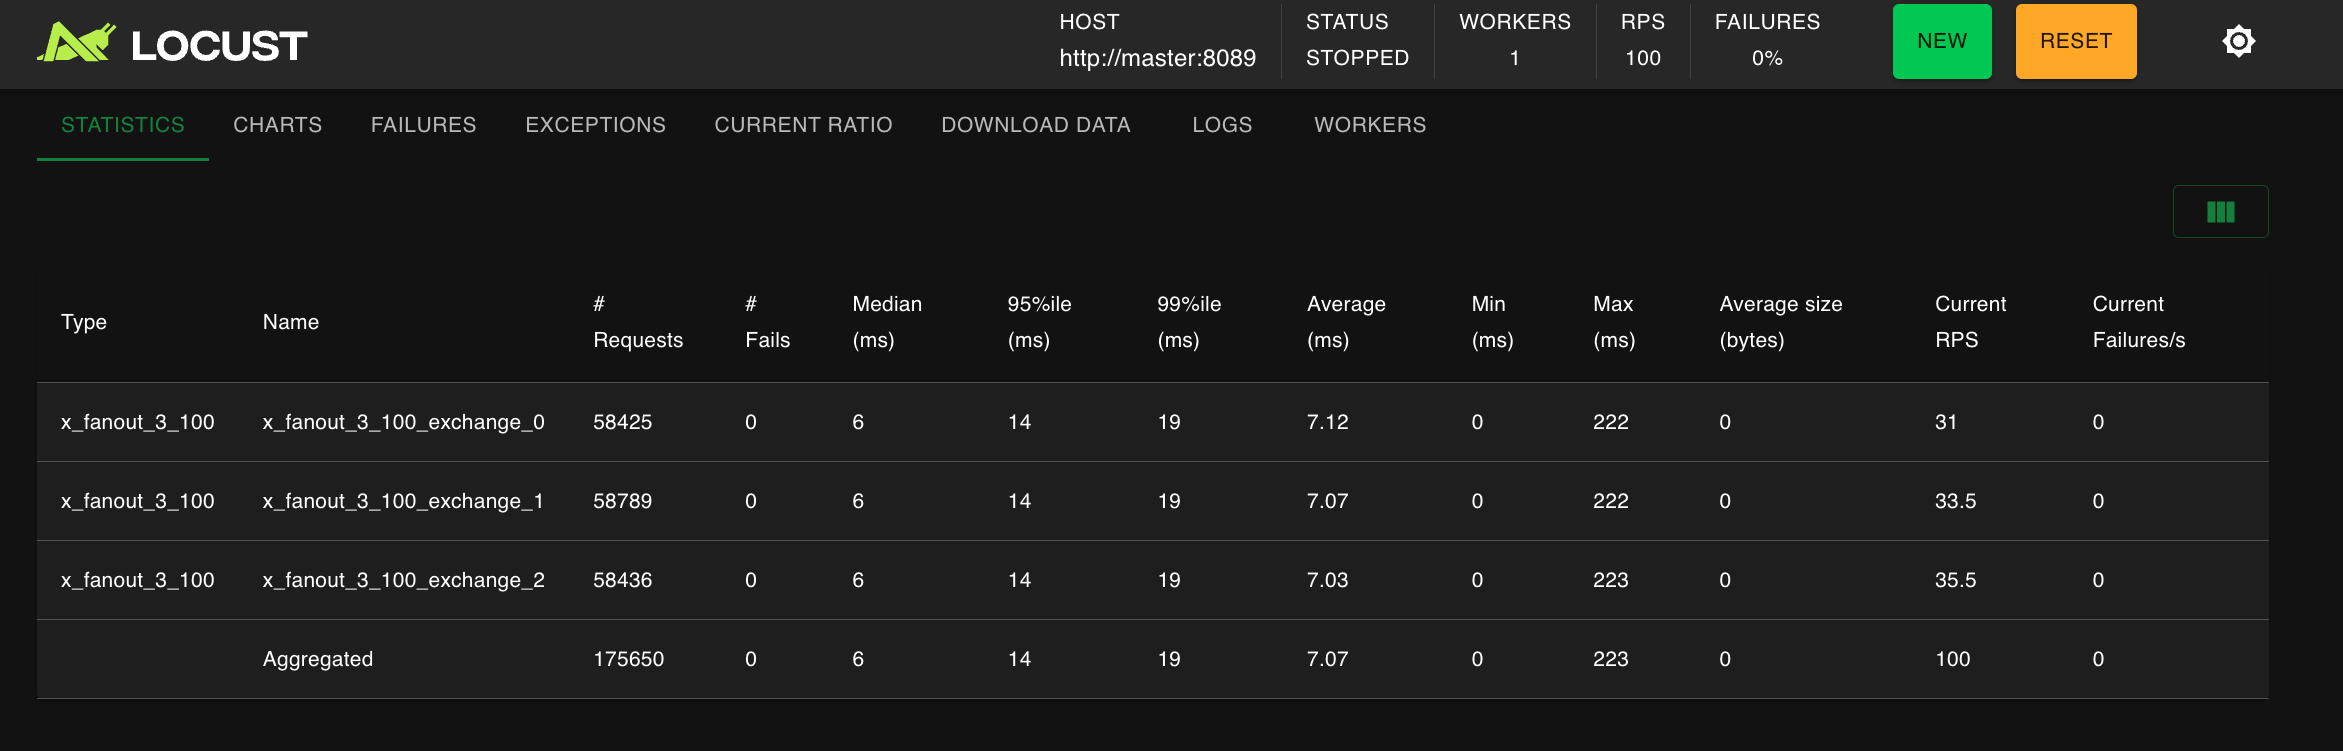 LOCUST
HOST
http://master:8089
STATUS
STOPPED
WORKERS
1
RPS
100
FAILURES
0%
NEW
RESET
STATISTICS CHARTS FAILURES EXCEPTIONS CURRENT RATIO DOWNLOAD DATA LOGS WORKERS
Type Name # Requests # Fails Median (ms) 95%ile (ms) 99%ile (ms) Average (ms) Min (ms) Max (ms) Average size (bytes) Current RPS Current Failures/s
x_fanout_3_100 x_fanout_3_100_exchange_0 58425 0 6 14 19 7.12 0 222 0 31 0
x_fanout_3_100 x_fanout_3_100_exchange_1 58789 0 6 14 19 7.07 0 222 0 33.5 0
x_fanout_3_100 x_fanout_3_100_exchange_2 58436 0 6 14 19 7.03 0 223 0 35.5 0
Aggregated 175650 0 6 14 19 7.07 0 223 0 100 0